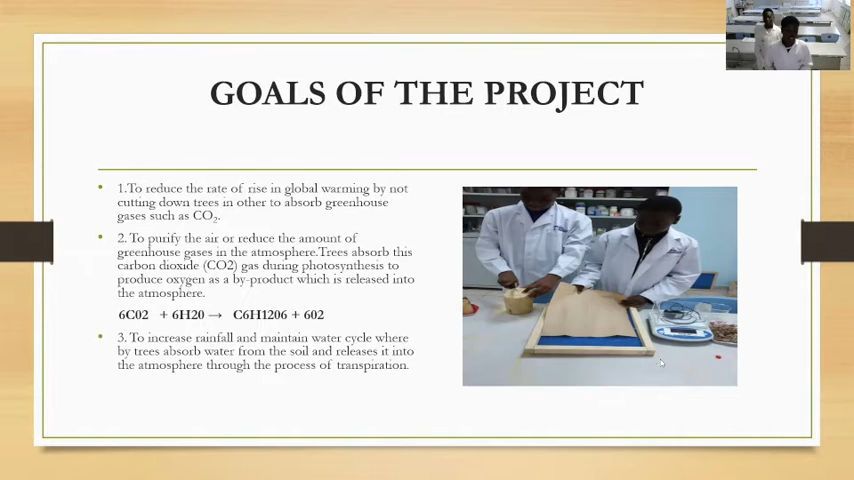 GOALS OF THE PROJECT
• 1.To reduce the rate of rise in global warming by not
cutting down trees in other to absorb greenhouse
gases such as CO₂.
• 2. To purify the air or reduce the amount of
greenhouse gases in the atmosphere.Trees absorb this
carbon dioxide (CO2) gas during photosynthesis to
produce oxygen as a by-product which is released into
the atmosphere.
6C02 + 6H20 → C6H1206 + 602
• 3. To increase rainfall and maintain water cycle where
by trees absorb water from the soil and releases it into
the atmosphere through the process of transpiration.